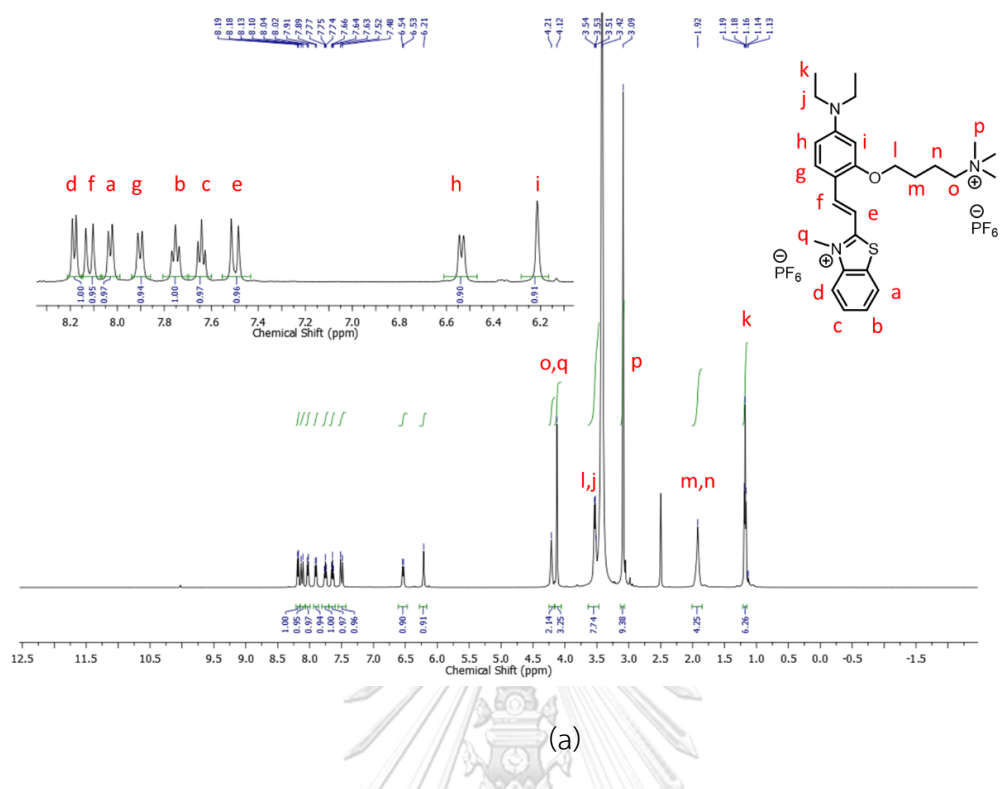 8.19 8.18 8.13 8.10 8.04 8.02 7.91 7.89 7.77 7.75 7.74 7.66 7.64 7.63 7.52 7.48 6.54 6.53 6.21 4.21 4.12 3.54 3.53 3.51 3.42 3.09 1.92 1.19 1.18 1.16 1.14 1.13
d f a g b c e h i
1.00 0.95 0.97 0.94 1.00 0.97 0.96 0.90 0.91
8.2 8.0 7.8 7.6 7.4 7.2 7.0 6.8 6.6 6.4 6.2
Chemical Shift (ppm)
k
j
N
h i
g
O
l m n o
N
+
p
PF6
−
f e
q
N
+
S
PF6
−
d a
c b
o,q
p
k
l,j
m,n
1.00 0.95 0.97 0.94 1.00 0.97 0.96 0.90 0.91 2.14 3.25 7.74 9.38 4.25 6.26
12.5 11.5 10.5 9.5 8.5 7.5 6.5 5.5 5.0 4.5 4.0 3.5 3.0 2.5 2.0 1.5 1.0 0.5 0.0 -0.5 -1.5
Chemical Shift (ppm)
(a)